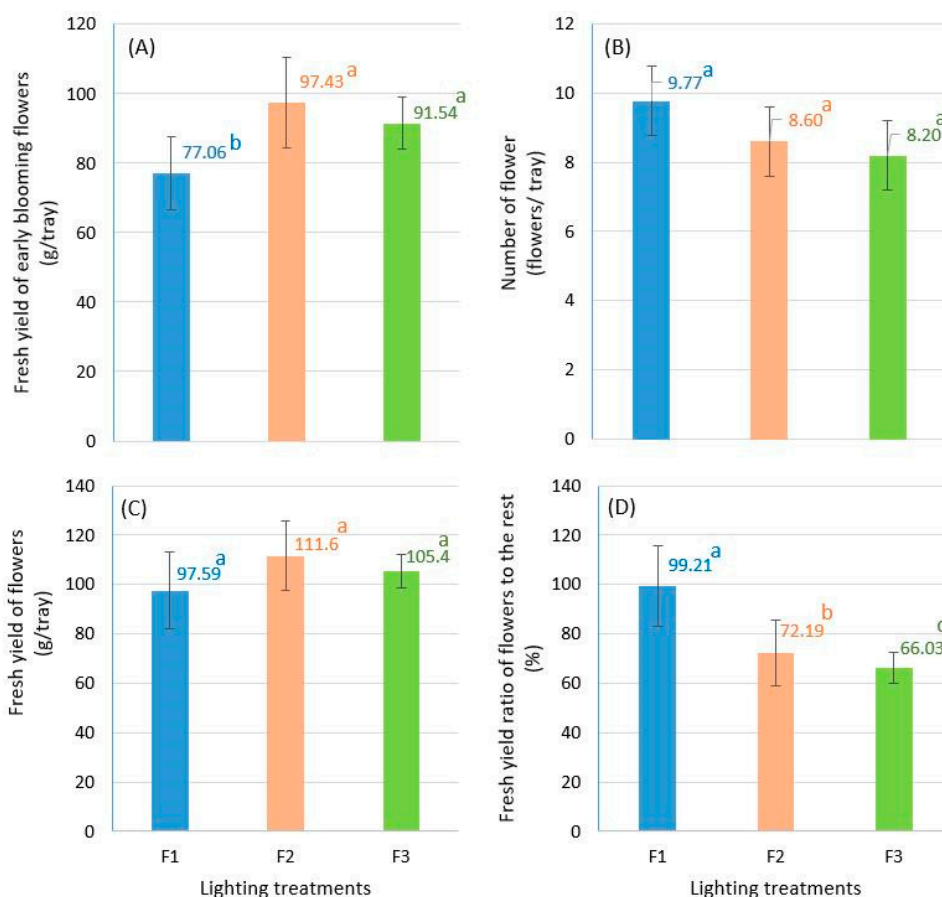 Fresh yield of early blooming flowers
(g/tray)
120
100
80
60
40
20
0
(A)
77.06 b
97.43 a
91.54 a
Number of flower
(flowers/ tray)
12
10
8
6
4
2
0
(B)
9.77 a
8.60 a
8.20 a
Fresh yield of flowers
(g/tray)
140
120
100
80
60
40
20
0
(C)
97.59 a
111.6 a
105.4 a
F1 F2 F3
Lighting treatments
Fresh yield ratio of flowers to the rest
(%)
140
120
100
80
60
40
20
0
(D)
99.21 a
72.19 b
66.03
F1 F2 F3
Lighting treatments